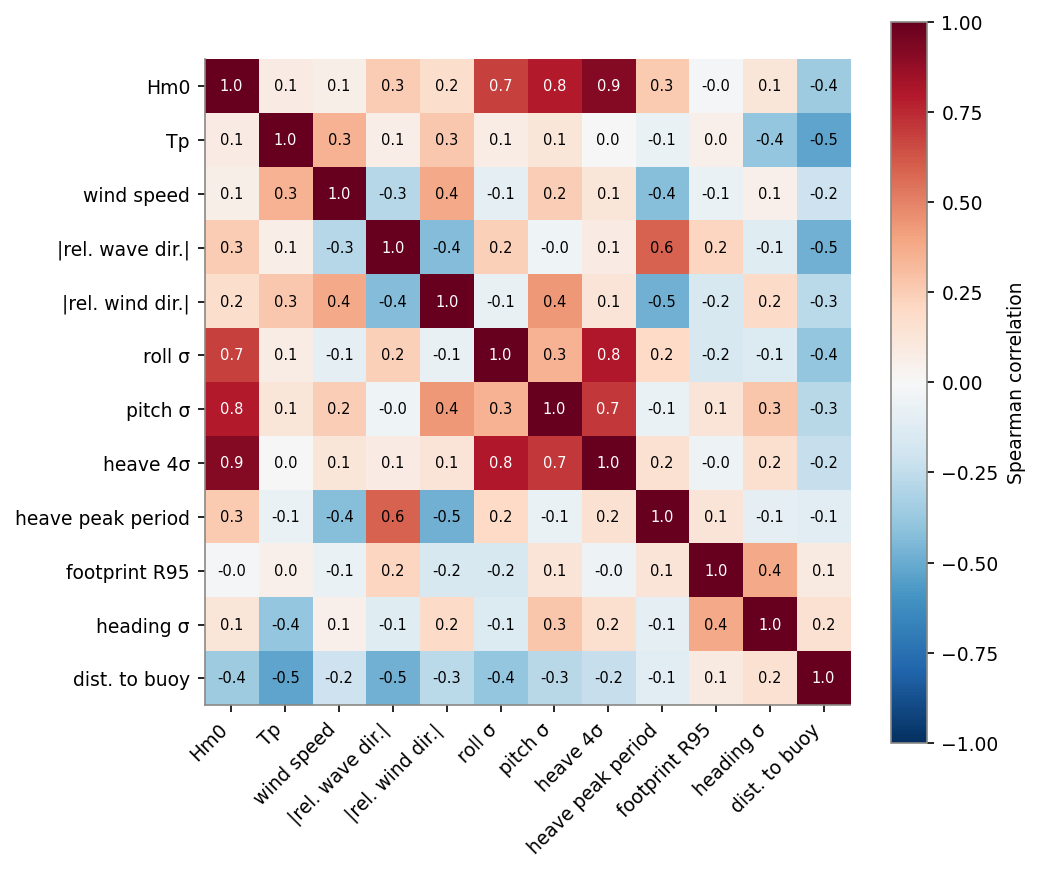 1.00
Hm0 1.0 0.1 0.1 0.3 0.2 0.7 0.8 0.9 0.3 -0.0 0.1 -0.4
0.75
Tp 0.1 1.0 0.3 0.1 0.3 0.1 0.1 0.0 -0.1 0.0 -0.4 -0.5
wind speed 0.1 0.3 1.0 -0.3 0.4 -0.1 0.2 0.1 -0.4 -0.1 0.1 -0.2
0.50
|rel. wave dir.| 0.3 0.1 -0.3 1.0 -0.4 0.2 -0.0 0.1 0.6 0.2 -0.1 -0.5
0.25
|rel. wind dir.| 0.2 0.3 0.4 -0.4 1.0 -0.1 0.4 0.1 -0.5 -0.2 0.2 -0.3
roll σ 0.7 0.1 -0.1 0.2 -0.1 1.0 0.3 0.8 0.2 -0.2 -0.1 -0.4
0.00
Spearman correlation
pitch σ 0.8 0.1 0.2 -0.0 0.4 0.3 1.0 0.7 -0.1 0.1 0.3 -0.3
heave 4σ 0.9 0.0 0.1 0.1 0.1 0.8 0.7 1.0 0.2 -0.0 0.2 -0.2
−0.25
heave peak period 0.3 -0.1 -0.4 0.6 -0.5 0.2 -0.1 0.2 1.0 0.1 -0.1 -0.1
−0.50
footprint R95 -0.0 0.0 -0.1 0.2 -0.2 -0.2 0.1 -0.0 0.1 1.0 0.4 0.1
heading σ 0.1 -0.4 0.1 -0.1 0.2 -0.1 0.3 0.2 -0.1 0.4 1.0 0.2
−0.75
dist. to buoy -0.4 -0.5 -0.2 -0.5 -0.3 -0.4 -0.3 -0.2 -0.1 0.1 0.2 1.0
−1.00
Hm0
Tp
wind speed
|rel. wave dir.|
|rel. wind dir.|
roll σ
pitch σ
heave 4σ
heave peak period
footprint R95
heading σ
dist. to buoy